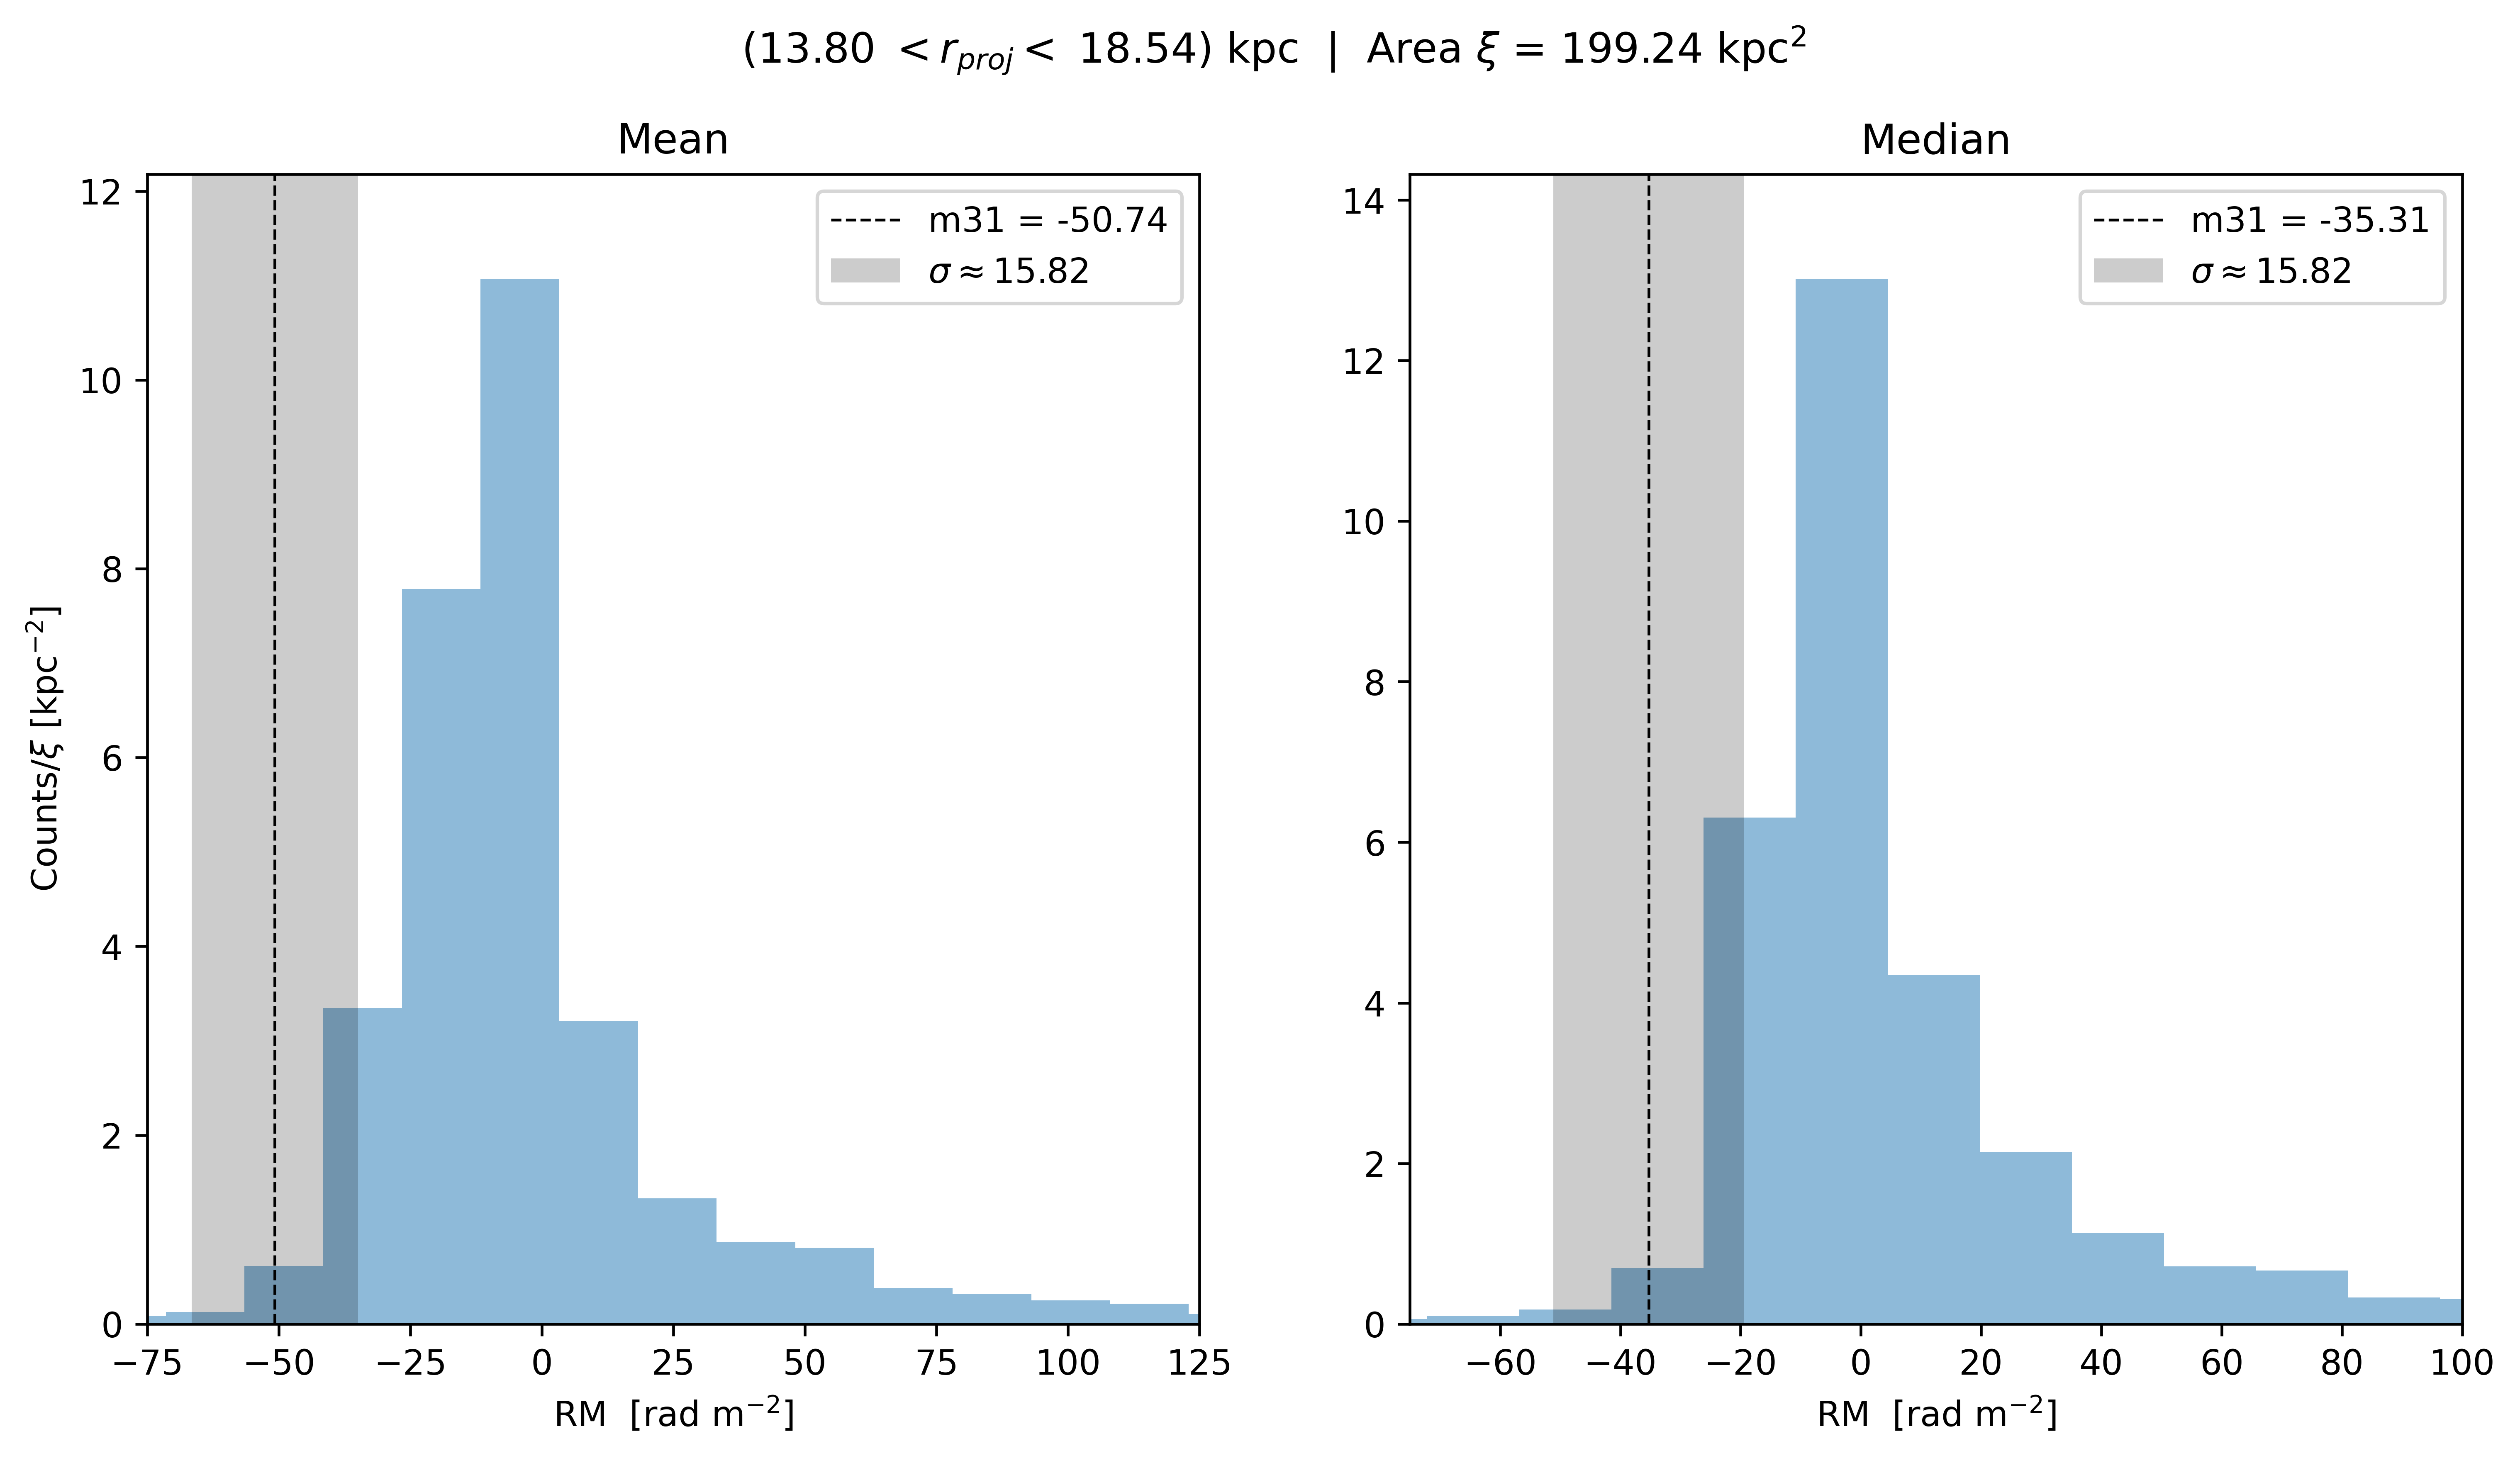 (13.80 < r_proj < 18.54) kpc | Area ξ = 199.24 kpc²
Mean
m31 = -50.74
σ ≈ 15.82
12
10
8
6
4
2
0
Counts/ξ [kpc⁻²]
−75 −50 −25 0 25 50 75 100 125
RM [rad m⁻²]
Median
m31 = -35.31
σ ≈ 15.82
14
12
10
8
6
4
2
0
−60 −40 −20 0 20 40 60 80 100
RM [rad m⁻²]